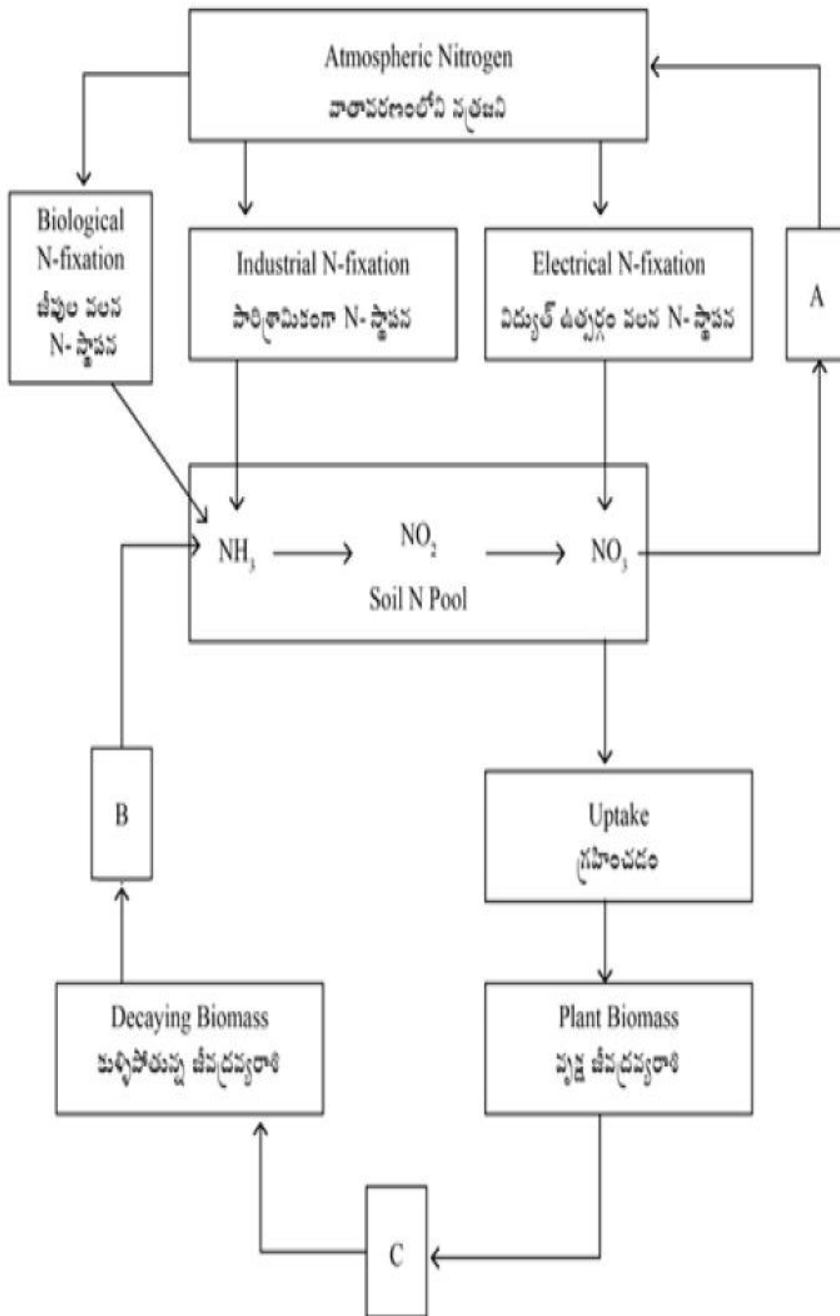 Atmospheric Nitrogen
వాతావరణంలోని నత్రజని
Biological
N-fixation
జీవుల వలన
N- స్థాపన
Industrial N-fixation
పారిశ్రామికంగా N- స్థాపన
Electrical N-fixation
విద్యుత్ ఉత్సర్గం వలన N- స్థాపన
A
NH₃
NO₂
NO₃
Soil N Pool
B
Uptake
గ్రహించడం
Decaying Biomass
కుళ్ళిపోతున్న జీవద్రవ్యరాశి
Plant Biomass
వృక్ష జీవద్రవ్యరాశి
C